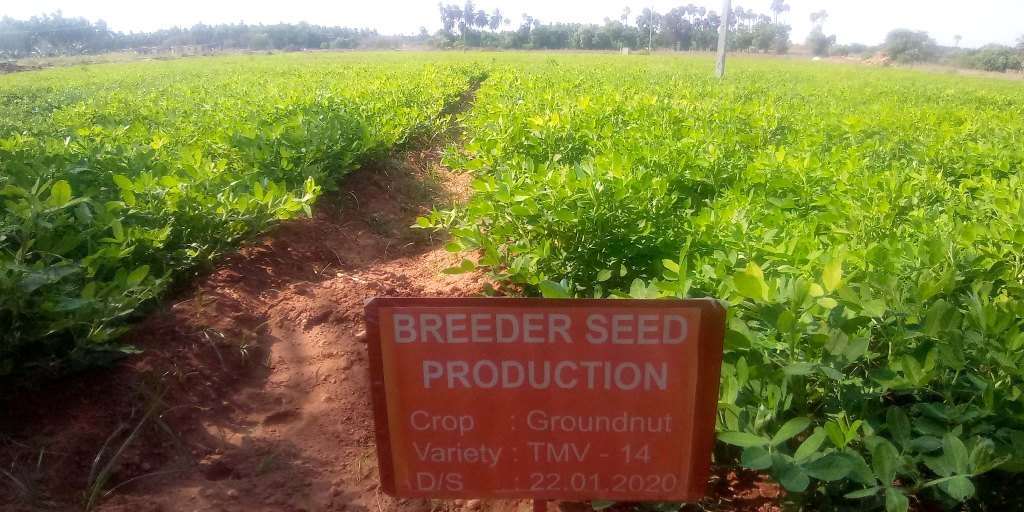 BREEDER SEED
PRODUCTION
Crop : Groundnut
Variety : TMV - 14
D/S : 22.01.2020